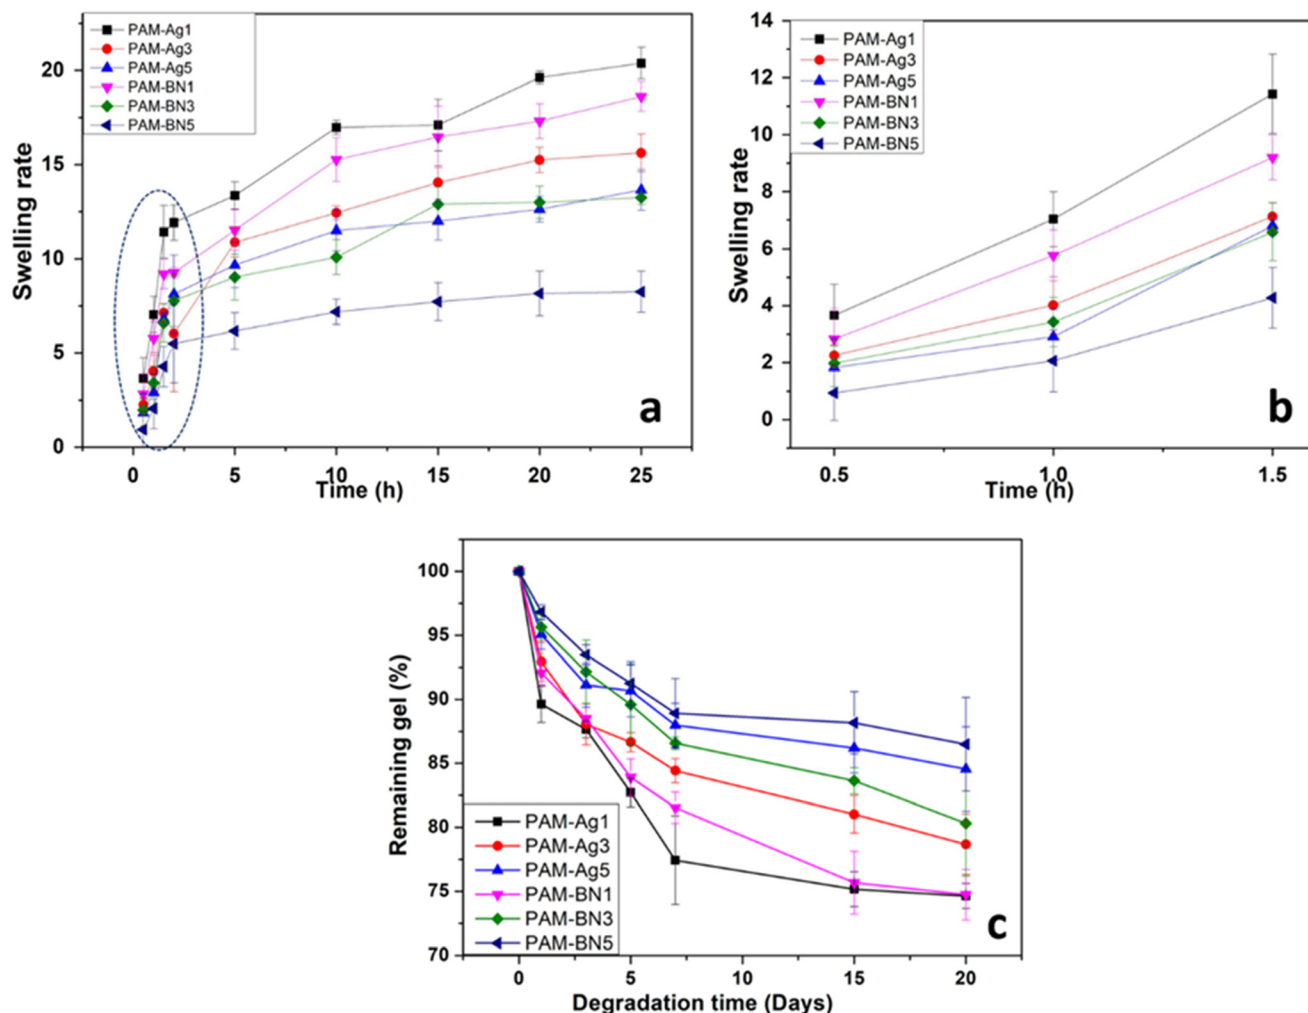 PAM-Ag1
PAM-Ag3
PAM-Ag5
PAM-BN1
PAM-BN3
PAM-BN5
20
15
10
5
0
Swelling rate
a
0 5 10 15 20 25
Time (h)
14
12
10
8
6
4
2
0
Swelling rate
PAM-Ag1
PAM-Ag3
PAM-Ag5
PAM-BN1
PAM-BN3
PAM-BN5
b
0.5 1.0 1.5
Time (h)
100
95
90
85
80
75
70
Remaining gel (%)
PAM-Ag1
PAM-Ag3
PAM-Ag5
PAM-BN1
PAM-BN3
PAM-BN5
c
0 5 10 15 20
Degradation time (Days)